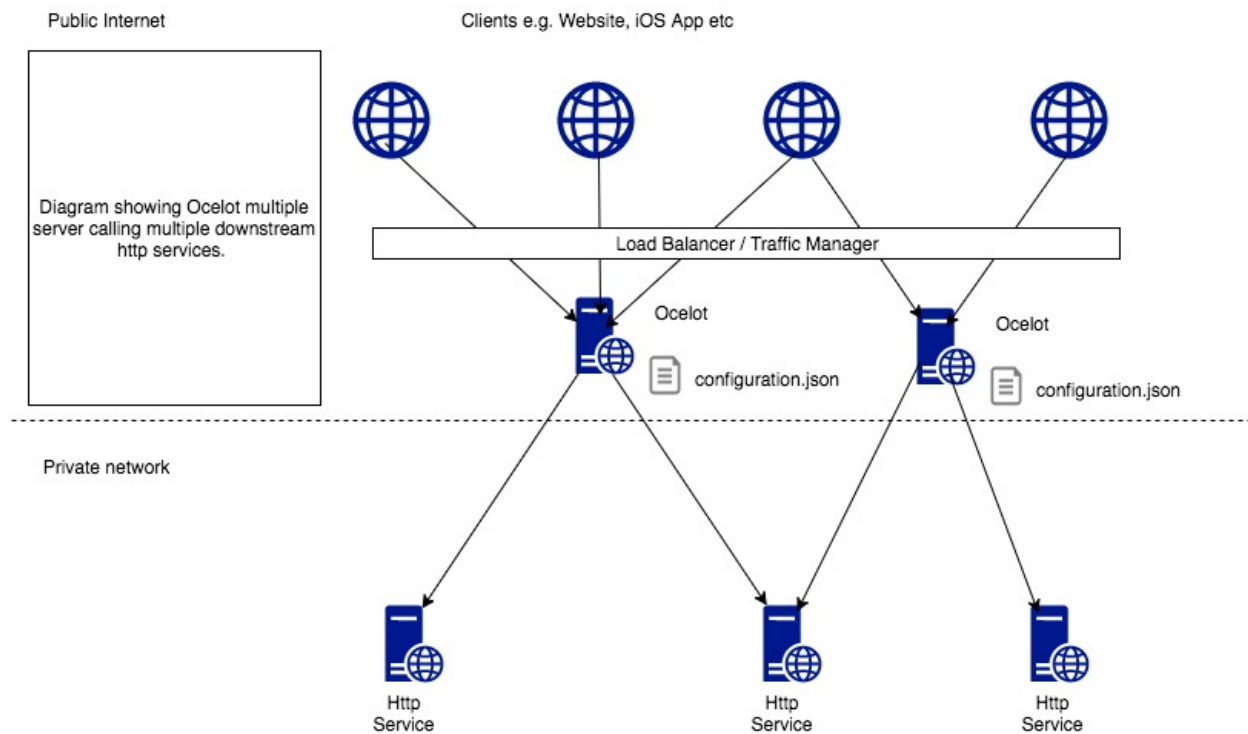 Public Internet
Clients e.g. Website, iOS App etc
Diagram showing Ocelot multiple
server calling multiple downstream
http services.
Load Balancer / Traffic Manager
Ocelot
configuration.json
Ocelot
configuration.json
Private network
Http
Service
Http
Service
Http
Service